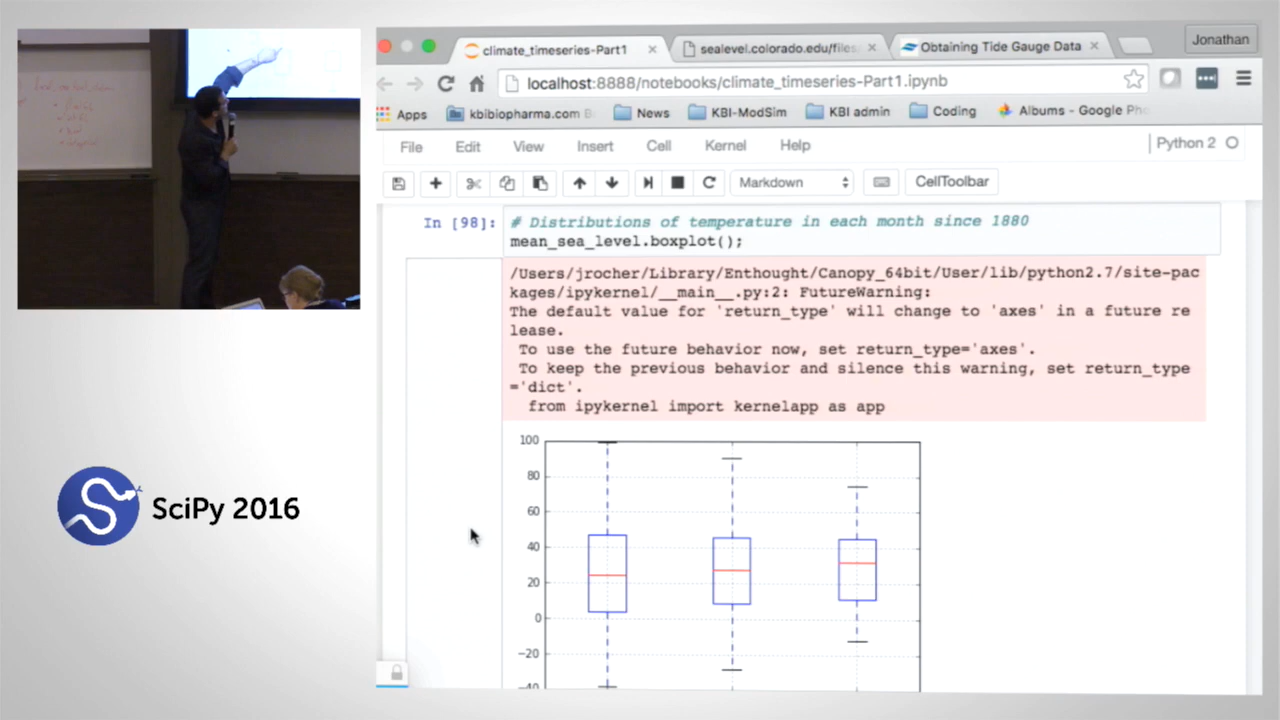 climate_timeseries-Part1
sealevel.colorado.edu/files
Obtaining Tide Gauge Data
Jonathan
localhost:8888/notebooks/climate_timeseries-Part1.ipynb
Apps
kbibiopharma.com
News
KBI-ModSim
KBI admin
Coding
Albums - Google Ph
File Edit View Insert Cell Kernel Help
Python 2
Markdown
CellToolbar
In [98]:
# Distributions of temperature in each month since 1880
mean_sea_level.boxplot();
/Users/jrocher/Library/Enthought/Canopy_64bit/User/lib/python2.7/site-pac
kages/ipykernel/__main__.py:2: FutureWarning:
The default value for 'return_type' will change to 'axes' in a future re
lease.
To use the future behavior now, set return_type='axes'.
To keep the previous behavior and silence this warning, set return_type
='dict'.
from ipykernel import kernelapp as app
100
80
60
40
20
0
−20
−40
SciPy 2016